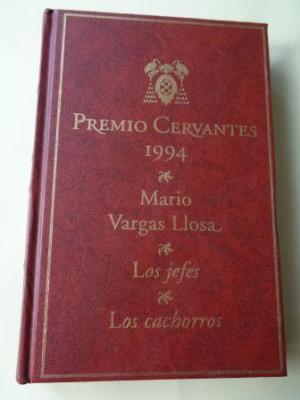 PREMIO CERVANTES
1994
Mario
Vargas Llosa
Los jefes
Los cachorros